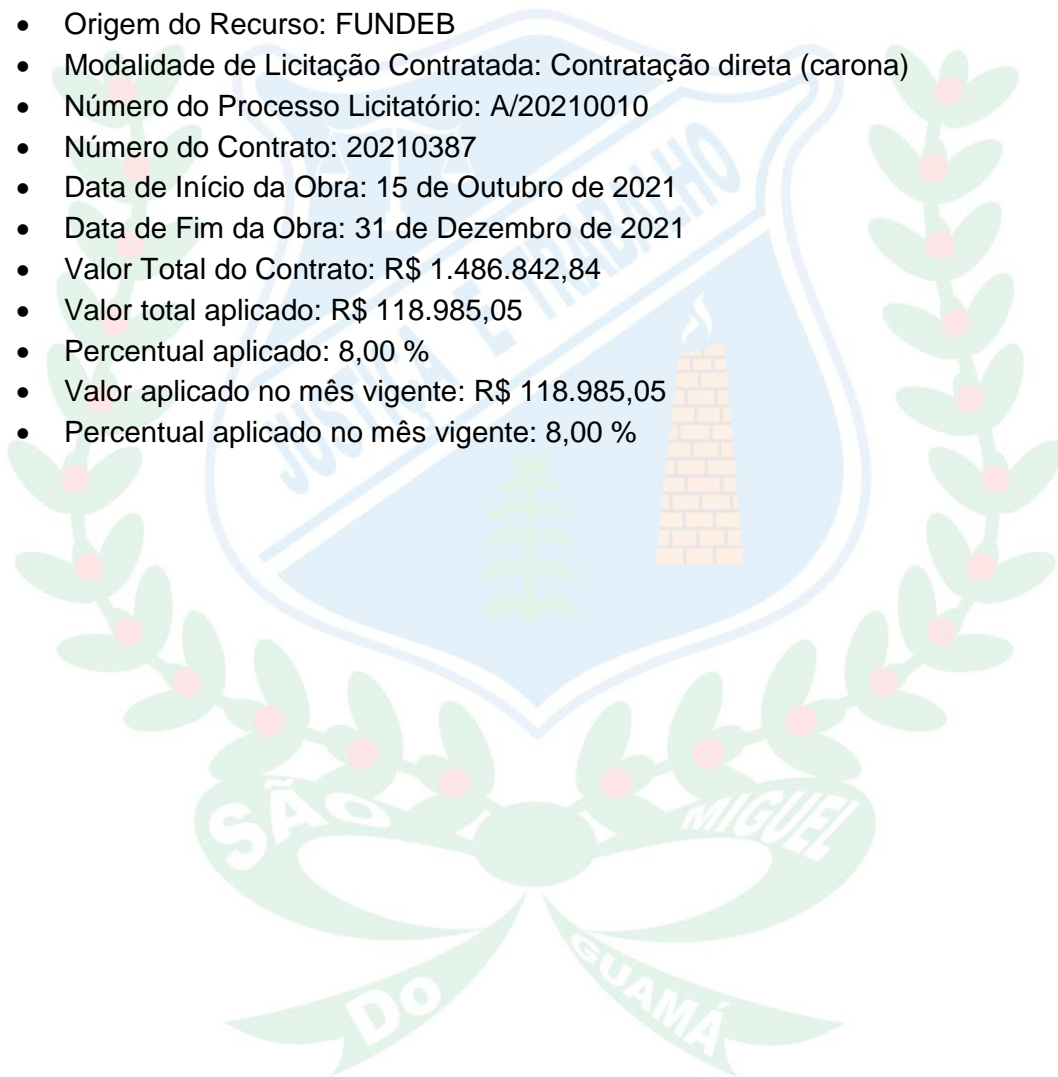 • Origem do Recurso: FUNDEB
• Modalidade de Licitação Contratada: Contratação direta (carona)
• Número do Processo Licitatório: A/20210010
• Número do Contrato: 20210387
• Data de Início da Obra: 15 de Outubro de 2021
• Data de Fim da Obra: 31 de Dezembro de 2021
• Valor Total do Contrato: R$ 1.486.842,84
• Valor total aplicado: R$ 118.985,05
• Percentual aplicado: 8,00 %
• Valor aplicado no mês vigente: R$ 118.985,05
• Percentual aplicado no mês vigente: 8,00 %
JUSTIÇA E TRABALHO
SÃO MIGUEL
DO GUAMÁ